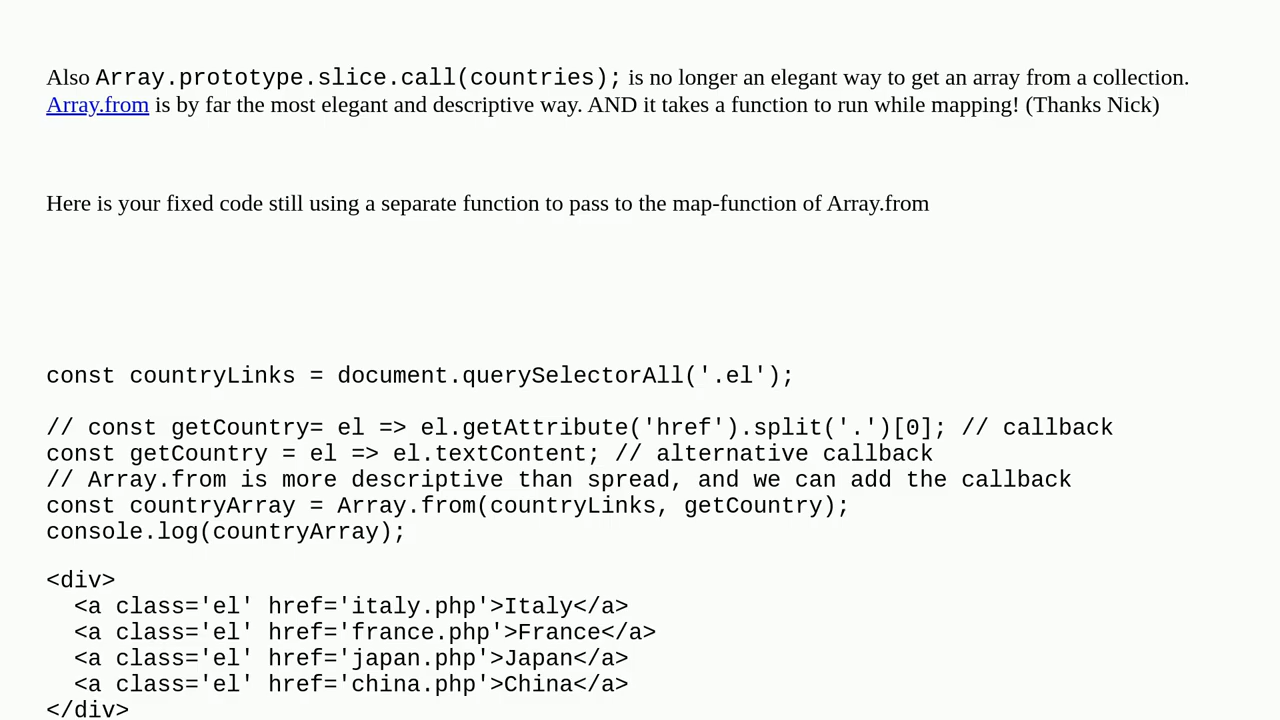 Also Array.prototype.slice.call(countries); is no longer an elegant way to get an array from a collection.
Array.from is by far the most elegant and descriptive way. AND it takes a function to run while mapping! (Thanks Nick)
Here is your fixed code still using a separate function to pass to the map-function of Array.from
const countryLinks = document.querySelectorAll('.el');
// const getCountry= el => el.getAttribute('href').split('.')[0]; // callback
const getCountry = el => el.textContent; // alternative callback
// Array.from is more descriptive than spread, and we can add the callback
const countryArray = Array.from(countryLinks, getCountry);
console.log(countryArray);
<div>
  <a class='el' href='italy.php'>Italy</a>
  <a class='el' href='france.php'>France</a>
  <a class='el' href='japan.php'>Japan</a>
  <a class='el' href='china.php'>China</a>
</div>